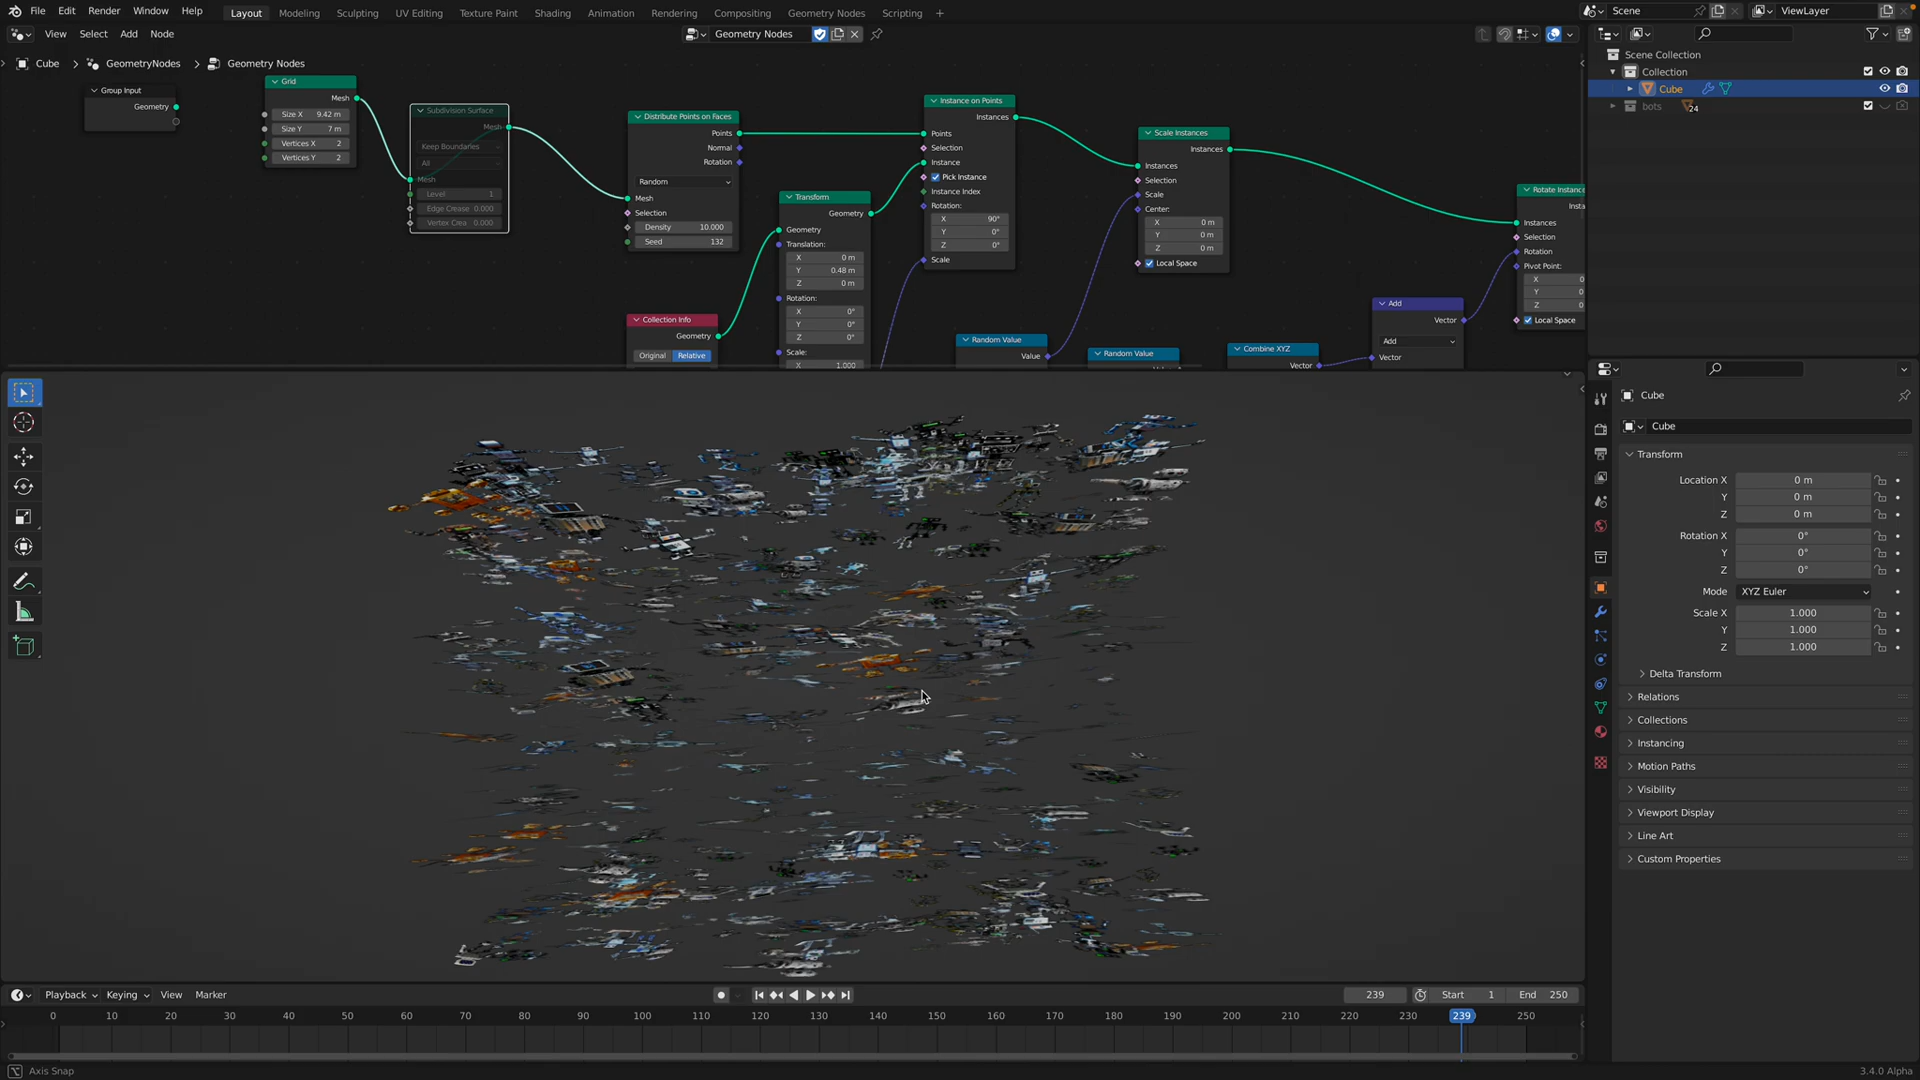 File Edit Render Window Help Layout Modeling Sculpting UV Editing Texture Paint Shading Animation Rendering Compositing Geometry Nodes Scripting + Scene ViewLayer
View Select Add Node Geometry Nodes
Cube > GeometryNodes > Geometry Nodes
Group Input
Geometry
Grid
Mesh
Size X 9.42 m
Size Y 7 m
Vertices X 2
Vertices Y 2
Subdivision Surface
Mesh
Keep Boundaries
All
Mesh
Level 1
Edge Crease 0.000
Vertex Crea 0.000
Distribute Points on Faces
Points
Normal
Rotation
Random
Mesh
Selection
Density 10.000
Seed 132
Collection Info
Geometry
Original Relative
Transform
Geometry
Geometry
Translation:
X 0 m
Y 0.48 m
Z 0 m
Rotation:
X 0°
Y 0°
Z 0°
Scale:
X 1.000
Instance on Points
Instances
Points
Selection
Instance
Pick Instance
Instance Index
Rotation:
X 90°
Y 0°
Z 0°
Scale
Random Value
Value
Random Value
Scale Instances
Instances
Instances
Selection
Scale
Center:
X 0 m
Y 0 m
Z 0 m
Local Space
Combine XYZ
Vector
Add
Vector
Add
Vector
Rotate Instance
Insta
Instances
Selection
Rotation
Pivot Point:
X 0
Y 0
Z 0
Local Space
Scene Collection
Collection
Cube
bots 24
Cube
Cube
Transform
Location X 0 m
Y 0 m
Z 0 m
Rotation X 0°
Y 0°
Z 0°
Mode XYZ Euler
Scale X 1.000
Y 1.000
Z 1.000
Delta Transform
Relations
Collections
Instancing
Motion Paths
Visibility
Viewport Display
Line Art
Custom Properties
Playback Keying View Marker 239 Start 1 End 250
0 10 20 30 40 50 60 70 80 90 100 110 120 130 140 150 160 170 180 190 200 210 220 230 239 250
Axis Snap 3.4.0 Alpha